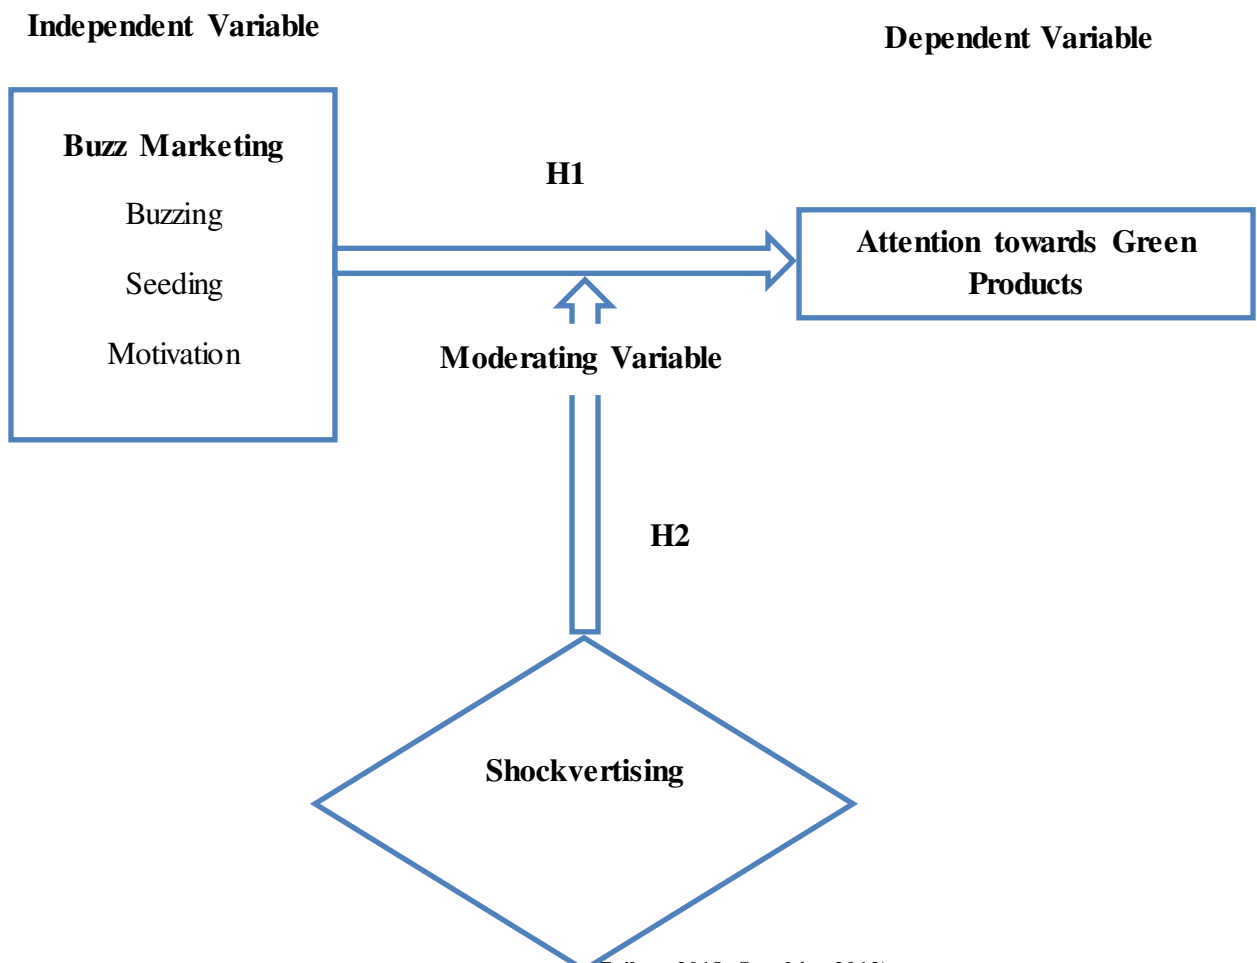 Independent Variable
Dependent Variable
Buzz Marketing
Buzzing
Seeding
Motivation
H1
Attention towards Green
Products
Moderating Variable
H2
Shockvertising